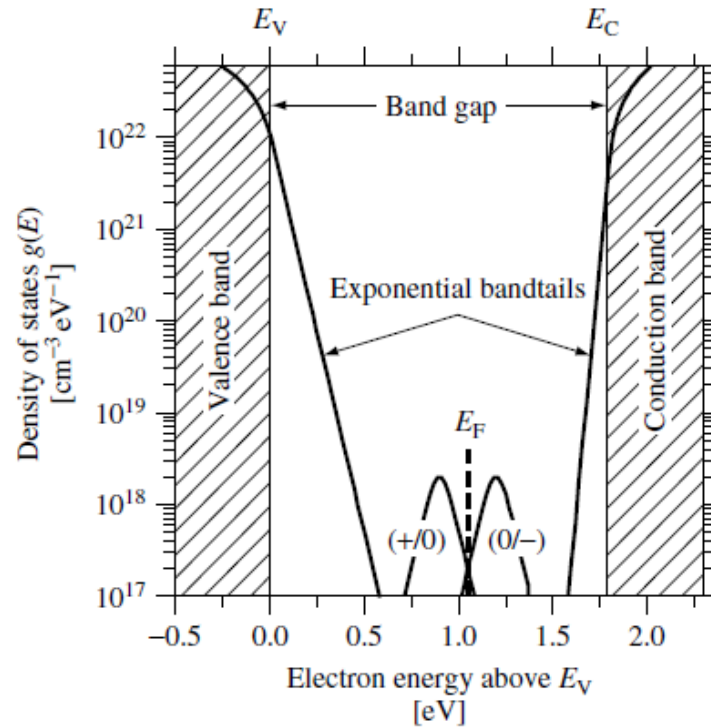 E_V E_C
Band gap
10^22
10^21
10^20
10^19
10^18
10^17
Density of states g(E)
[cm^−3 eV^−1]
Valence band
Exponential bandtails
Conduction band
E_F
(+/0) (0/−)
−0.5 0.0 0.5 1.0 1.5 2.0
Electron energy above E_V
[eV]